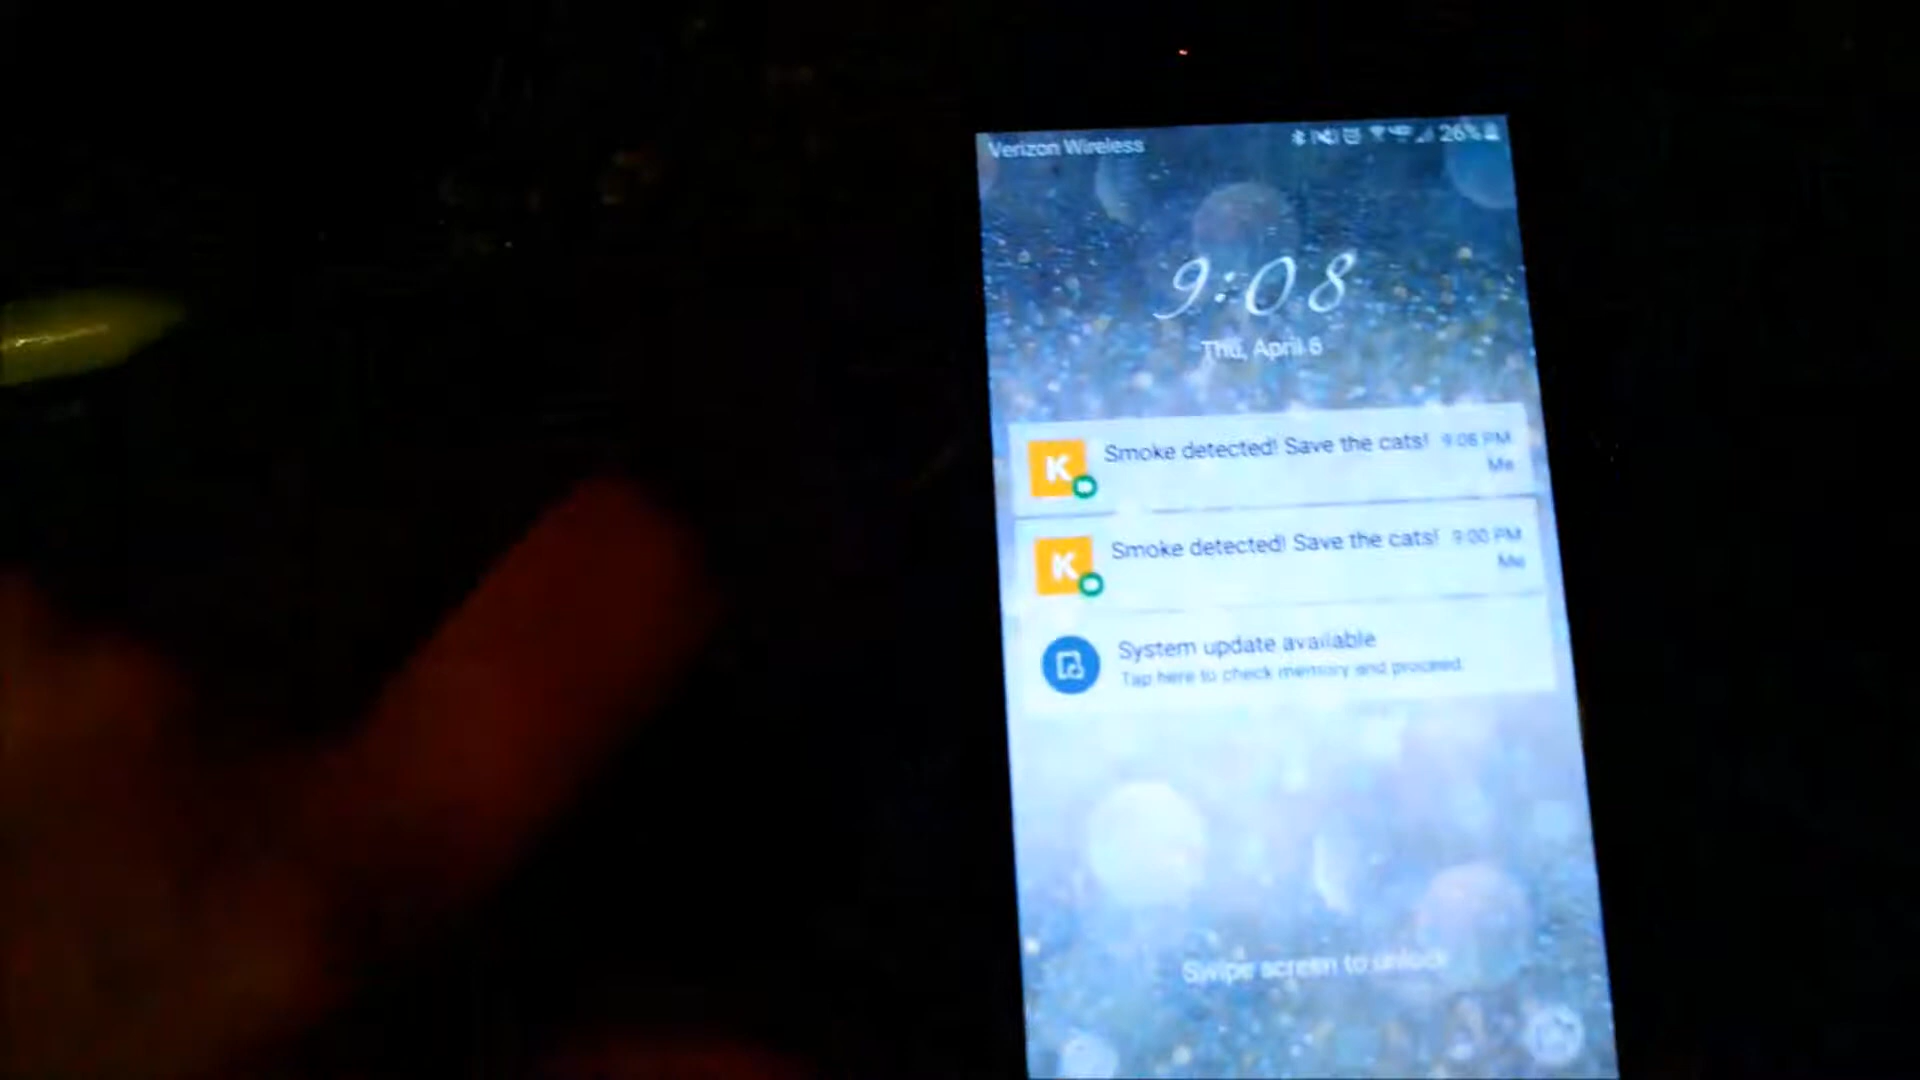 Verizon Wireless 26%
9:08
Thu, April 6
K Smoke detected! Save the cats! 9:06 PM
Me
K Smoke detected! Save the cats! 9:00 PM
Me
System update available
Tap here to check memory and proceed.
Swipe screen to unlock